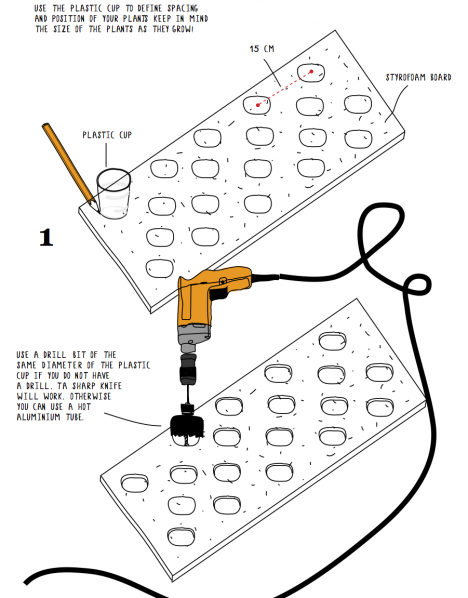 USE THE PLASTIC CUP TO DEFINE SPACING
AND POSITION OF YOUR PLANTS KEEP IN MIND
THE SIZE OF THE PLANTS AS THEY GROW!
15 CM
STYROFOAM BOARD
PLASTIC CUP
1
USE A DRILL BIT OF THE
SAME DIAMETER OF THE PLASTIC
CUP IF YOU DO NOT HAVE
A DRILL, TA SHARP KNIFE
WILL WORK. OTHERWISE
YOU CAN USE A HOT
ALUMINIUM TUBE.